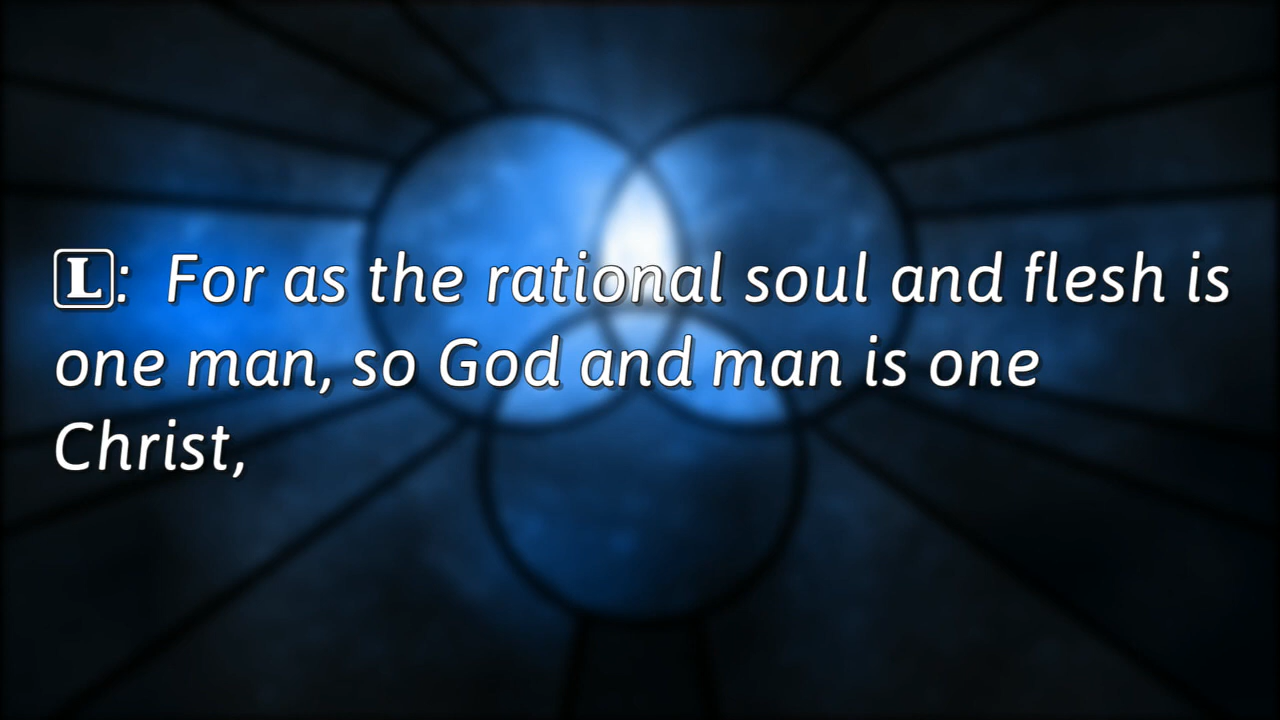 L: For as the rational soul and flesh is
one man, so God and man is one
Christ,